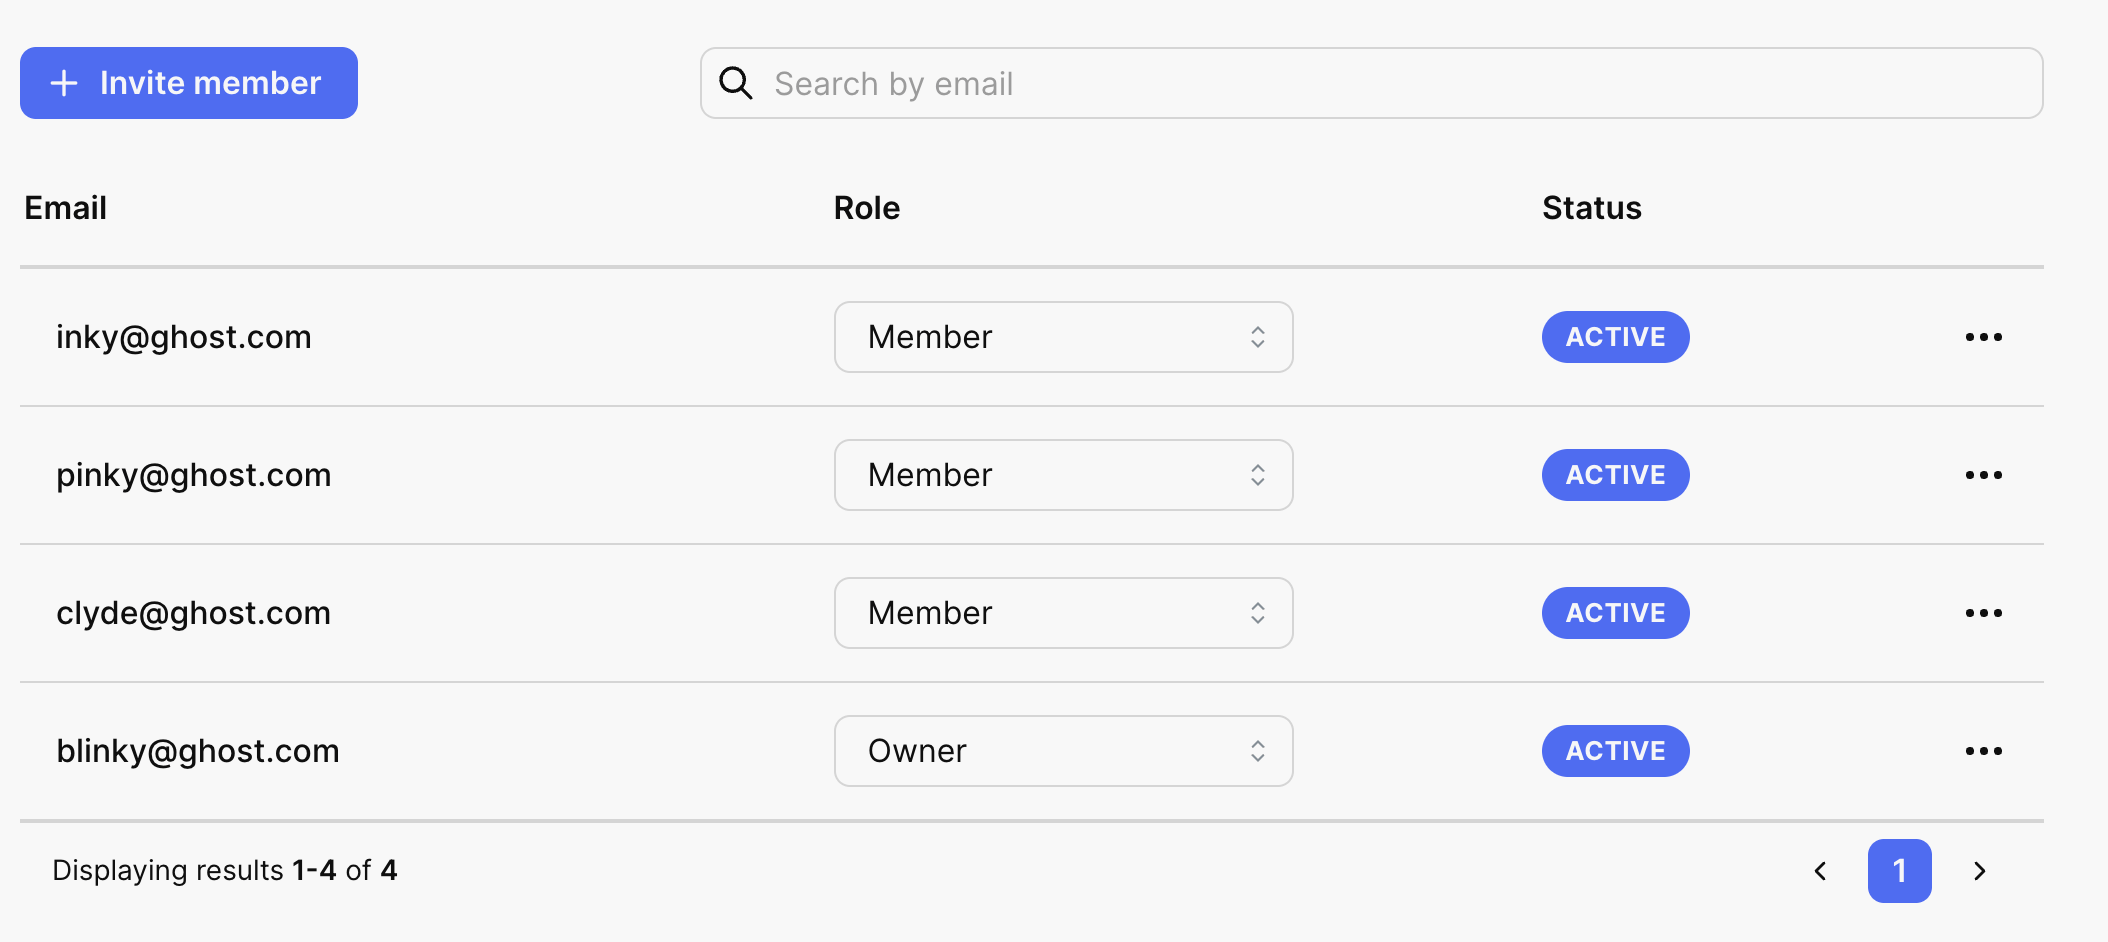 Invite member
Search by email
Email Role Status
inky@ghost.com Member ACTIVE
pinky@ghost.com Member ACTIVE
clyde@ghost.com Member ACTIVE
blinky@ghost.com Owner ACTIVE
Displaying results 1-4 of 4 1